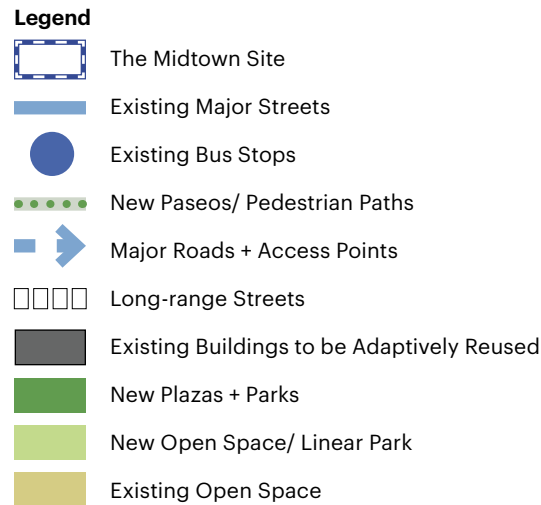 Legend
The Midtown Site
Existing Major Streets
Existing Bus Stops
New Paseos/ Pedestrian Paths
Major Roads + Access Points
Long-range Streets
Existing Buildings to be Adaptively Reused
New Plazas + Parks
New Open Space/ Linear Park
Existing Open Space